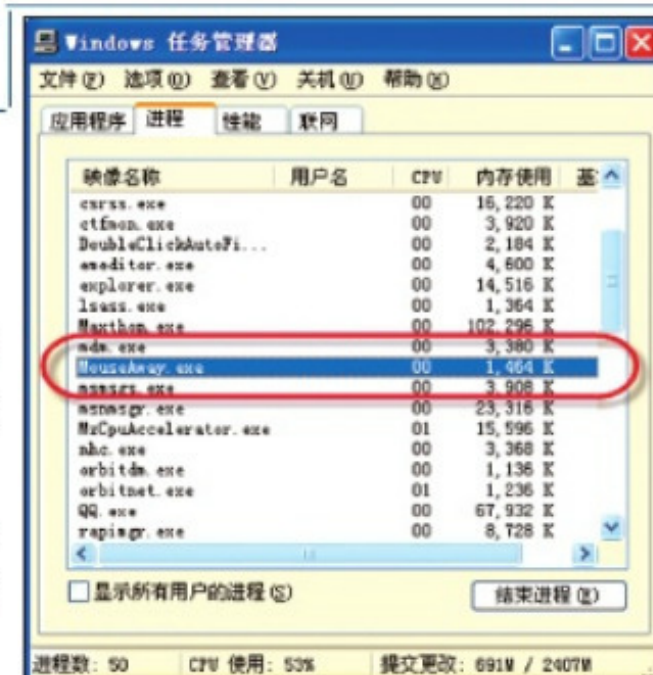 Windows 任务管理器
文件(F) 选项(O) 查看(V) 关机(U) 帮助(H)
应用程序 进程 性能 联网
映像名称 用户名 CPU 内存使用 基
csrss.exe 00 16,220 K
ctfmon.exe 00 3,920 K
DoubleClickAutoFi... 00 2,184 K
emeditor.exe 00 4,600 K
explorer.exe 00 14,516 K
lsass.exe 00 1,364 K
Maxthon.exe 00 102,296 K
mdm.exe 00 3,380 K
MouseAway.exe 00 1,464 K
msmsgs.exe 00 3,908 K
msnmsgr.exe 00 23,316 K
MzCpuAccelerator.exe 01 15,596 K
nhc.exe 00 3,368 K
orbitdm.exe 00 1,136 K
orbitnet.exe 01 1,236 K
QQ.exe 00 67,932 K
rapimgr.exe 00 8,728 K
显示所有用户的进程(S) 结束进程(E)
进程数: 50 CPU 使用: 53% 提交更改: 691M / 2407M